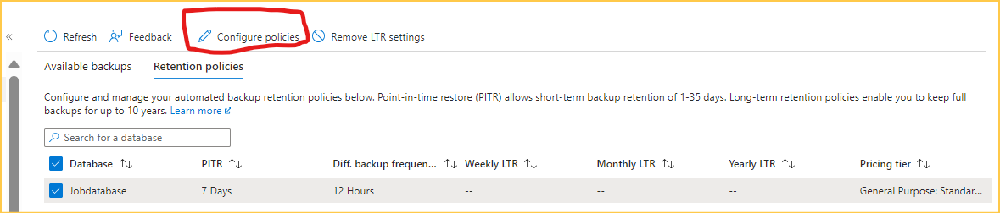 « Refresh Feedback Configure policies Remove LTR settings
Available backups Retention policies
Configure and manage your automated backup retention policies below. Point-in-time restore (PITR) allows short-term backup retention of 1-35 days. Long-term retention policies enable you to keep full
backups for up to 10 years. Learn more
Search for a database
Database ↑↓ PITR ↑↓ Diff. backup frequen... ↑↓ Weekly LTR ↑↓ Monthly LTR ↑↓ Yearly LTR ↑↓ Pricing tier ↑↓
Jobdatabase 7 Days 12 Hours -- -- -- General Purpose: Standar...